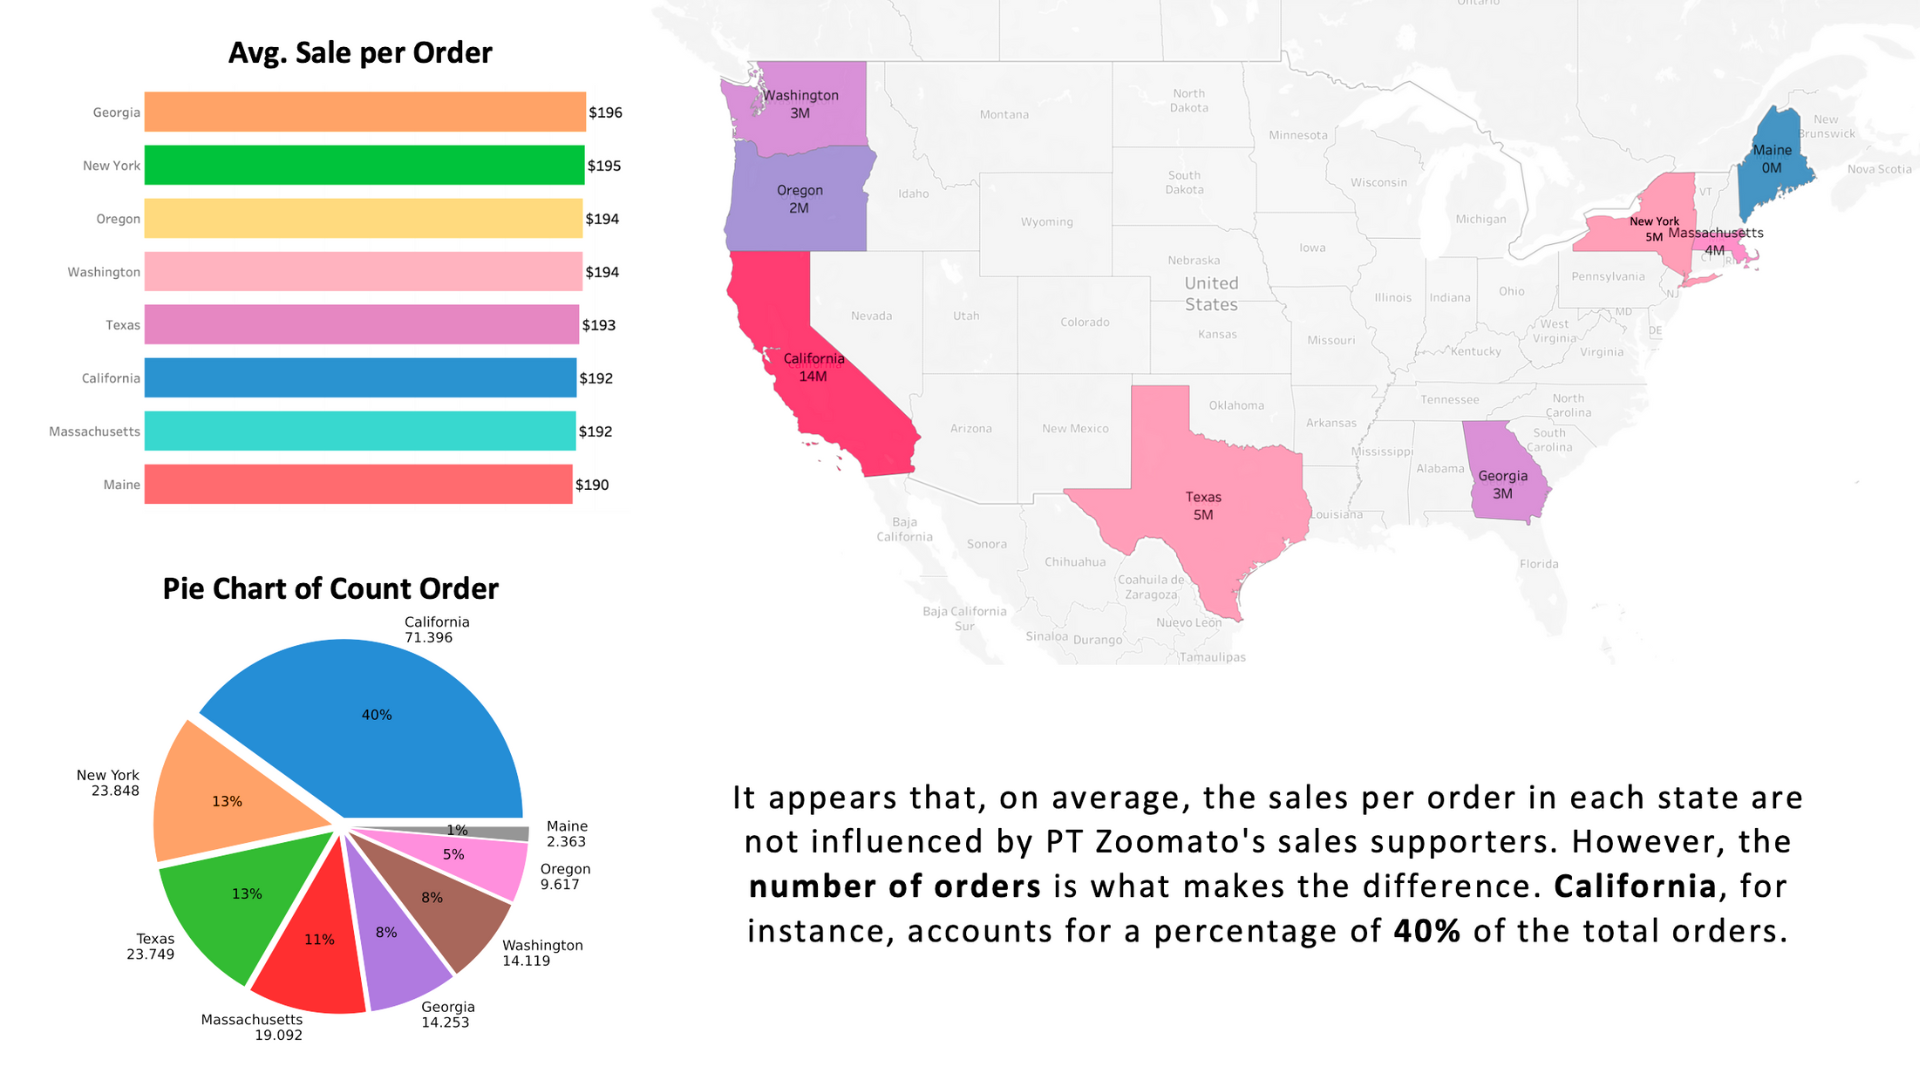 Avg. Sale per Order
Georgia $196
New York $195
Oregon $194
Washington $194
Texas $193
California $192
Massachusetts $192
Maine $190
Pie Chart of Count Order
California
71.396
40%
New York
23.848
13%
Texas
23.749
13%
Massachusetts
19.092
11%
Georgia
14.253
8%
Washington
14.119
8%
Oregon
9.617
5%
Maine
2.363
1%
Ontario
Washington
3M
Oregon
2M
California
14M
Texas
5M
Georgia
3M
New York
5M
Massachusetts
4M
Maine
0M
Montana
North
Dakota
Minnesota
South
Dakota
Wisconsin
Michigan
Idaho
Wyoming
Iowa
Nebraska
United
States
Nevada
Utah
Colorado
Kansas
Missouri
Illinois
Indiana
Ohio
Pennsylvania
NJ
MD
DE
West
Virginia
Virginia
Kentucky
Tennessee
North
Carolina
South
Carolina
Arizona
New Mexico
Oklahoma
Arkansas
Mississippi
Alabama
Louisiana
Florida
VT
CT
RI
New
Brunswick
Nova Scotia
Baja
California
Sonora
Chihuahua
Coahuila de
Zaragoza
Baja California
Sur
Sinaloa
Durango
Nuevo León
Tamaulipas
It appears that, on average, the sales per order in each state are
not influenced by PT Zoomato's sales supporters. However, the
number of orders is what makes the difference. California, for
instance, accounts for a percentage of 40% of the total orders.